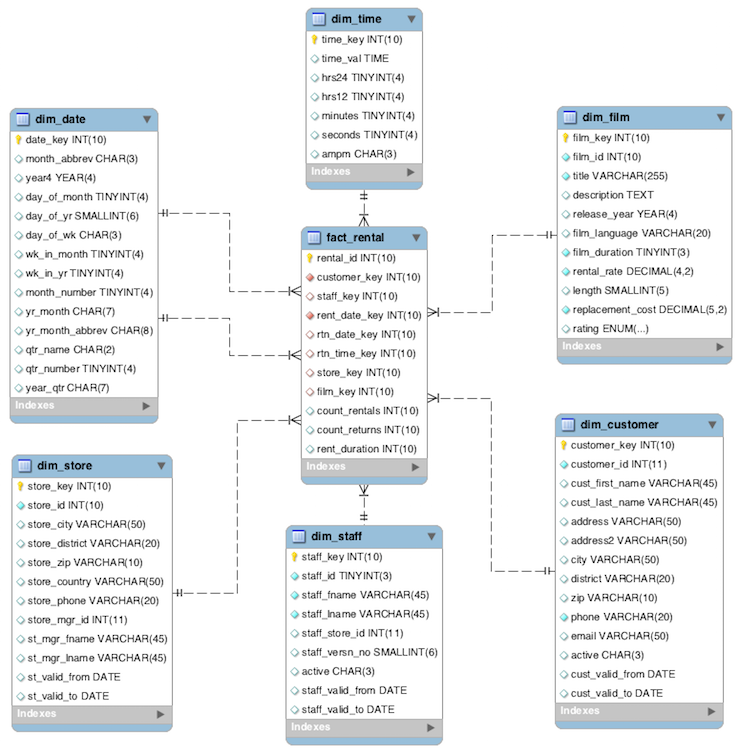 dim_time
time_key INT(10)
time_val TIME
hrs24 TINYINT(4)
hrs12 TINYINT(4)
minutes TINYINT(4)
seconds TINYINT(4)
ampm CHAR(3)
Indexes
dim_date
date_key INT(10)
month_abbrev CHAR(3)
year4 YEAR(4)
day_of_month TINYINT(4)
day_of_yr SMALLINT(6)
day_of_wk CHAR(3)
wk_in_month TINYINT(4)
wk_in_yr TINYINT(4)
month_number TINYINT(4)
yr_month CHAR(7)
yr_month_abbrev CHAR(8)
qtr_name CHAR(2)
qtr_number TINYINT(4)
year_qtr CHAR(7)
Indexes
dim_film
film_key INT(10)
film_id INT(10)
title VARCHAR(255)
description TEXT
release_year YEAR(4)
film_language VARCHAR(20)
film_duration TINYINT(3)
rental_rate DECIMAL(4,2)
length SMALLINT(5)
replacement_cost DECIMAL(5,2)
rating ENUM(...)
Indexes
fact_rental
rental_id INT(10)
customer_key INT(10)
staff_key INT(10)
rent_date_key INT(10)
rtn_date_key INT(10)
rtn_time_key INT(10)
store_key INT(10)
film_key INT(10)
count_rentals INT(10)
count_returns INT(10)
rent_duration INT(10)
Indexes
dim_store
store_key INT(10)
store_id INT(10)
store_city VARCHAR(50)
store_district VARCHAR(20)
store_zip VARCHAR(10)
store_country VARCHAR(50)
store_phone VARCHAR(20)
store_mgr_id INT(11)
st_mgr_fname VARCHAR(45)
st_mgr_lname VARCHAR(45)
st_valid_from DATE
st_valid_to DATE
Indexes
dim_staff
staff_key INT(10)
staff_id TINYINT(3)
staff_fname VARCHAR(45)
staff_lname VARCHAR(45)
staff_store_id INT(11)
staff_versn_no SMALLINT(6)
active CHAR(3)
staff_valid_from DATE
staff_valid_to DATE
Indexes
dim_customer
customer_key INT(10)
customer_id INT(11)
cust_first_name VARCHAR(45)
cust_last_name VARCHAR(45)
address VARCHAR(50)
address2 VARCHAR(50)
city VARCHAR(50)
district VARCHAR(20)
zip VARCHAR(10)
phone VARCHAR(20)
email VARCHAR(50)
active CHAR(3)
cust_valid_from DATE
cust_valid_to DATE
Indexes